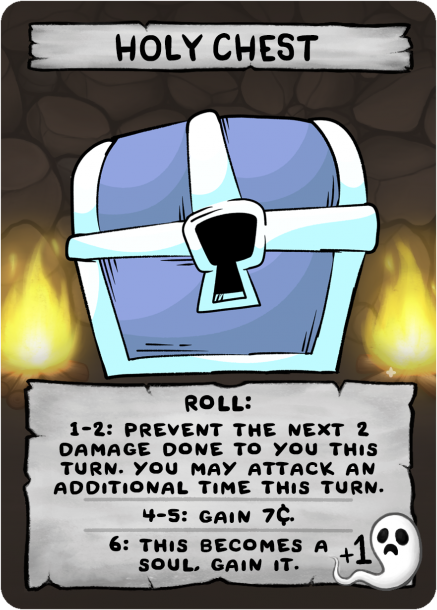 HOLY CHEST
ROLL:
1-2: PREVENT THE NEXT 2
DAMAGE DONE TO YOU THIS
TURN. YOU MAY ATTACK AN
ADDITIONAL TIME THIS TURN.
4-5: GAIN 7¢.
6: THIS BECOMES A
SOUL. GAIN IT.
+1